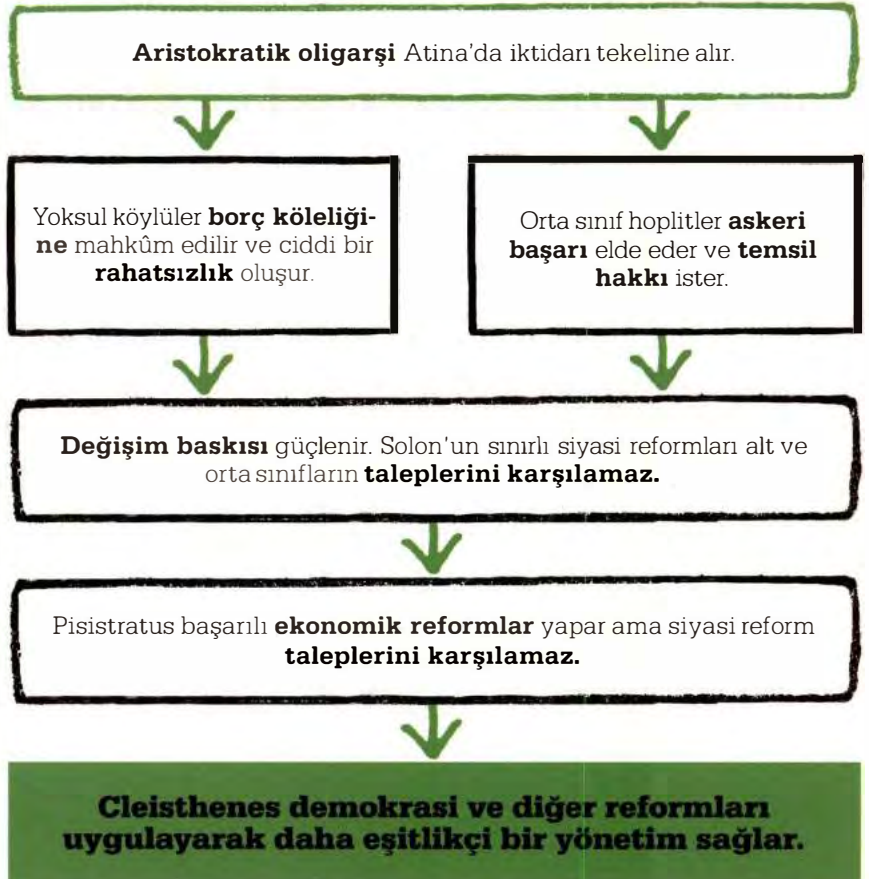 Aristokratik oligarşi Atina'da iktidarı tekeline alır.
Yoksul köylüler borç köleliği-
ne mahkûm edilir ve ciddi bir
rahatsızlık oluşur.
Orta sınıf hoplitler askeri
başarı elde eder ve temsil
hakkı ister.
Değişim baskısı güçlenir. Solon'un sınırlı siyasi reformları alt ve
orta sınıfların taleplerini karşılamaz.
Pisistratus başarılı ekonomik reformlar yapar ama siyasi reform
taleplerini karşılamaz.
Cleisthenes demokrasi ve diğer reformları
uygulayarak daha eşitlikçi bir yönetim sağlar.